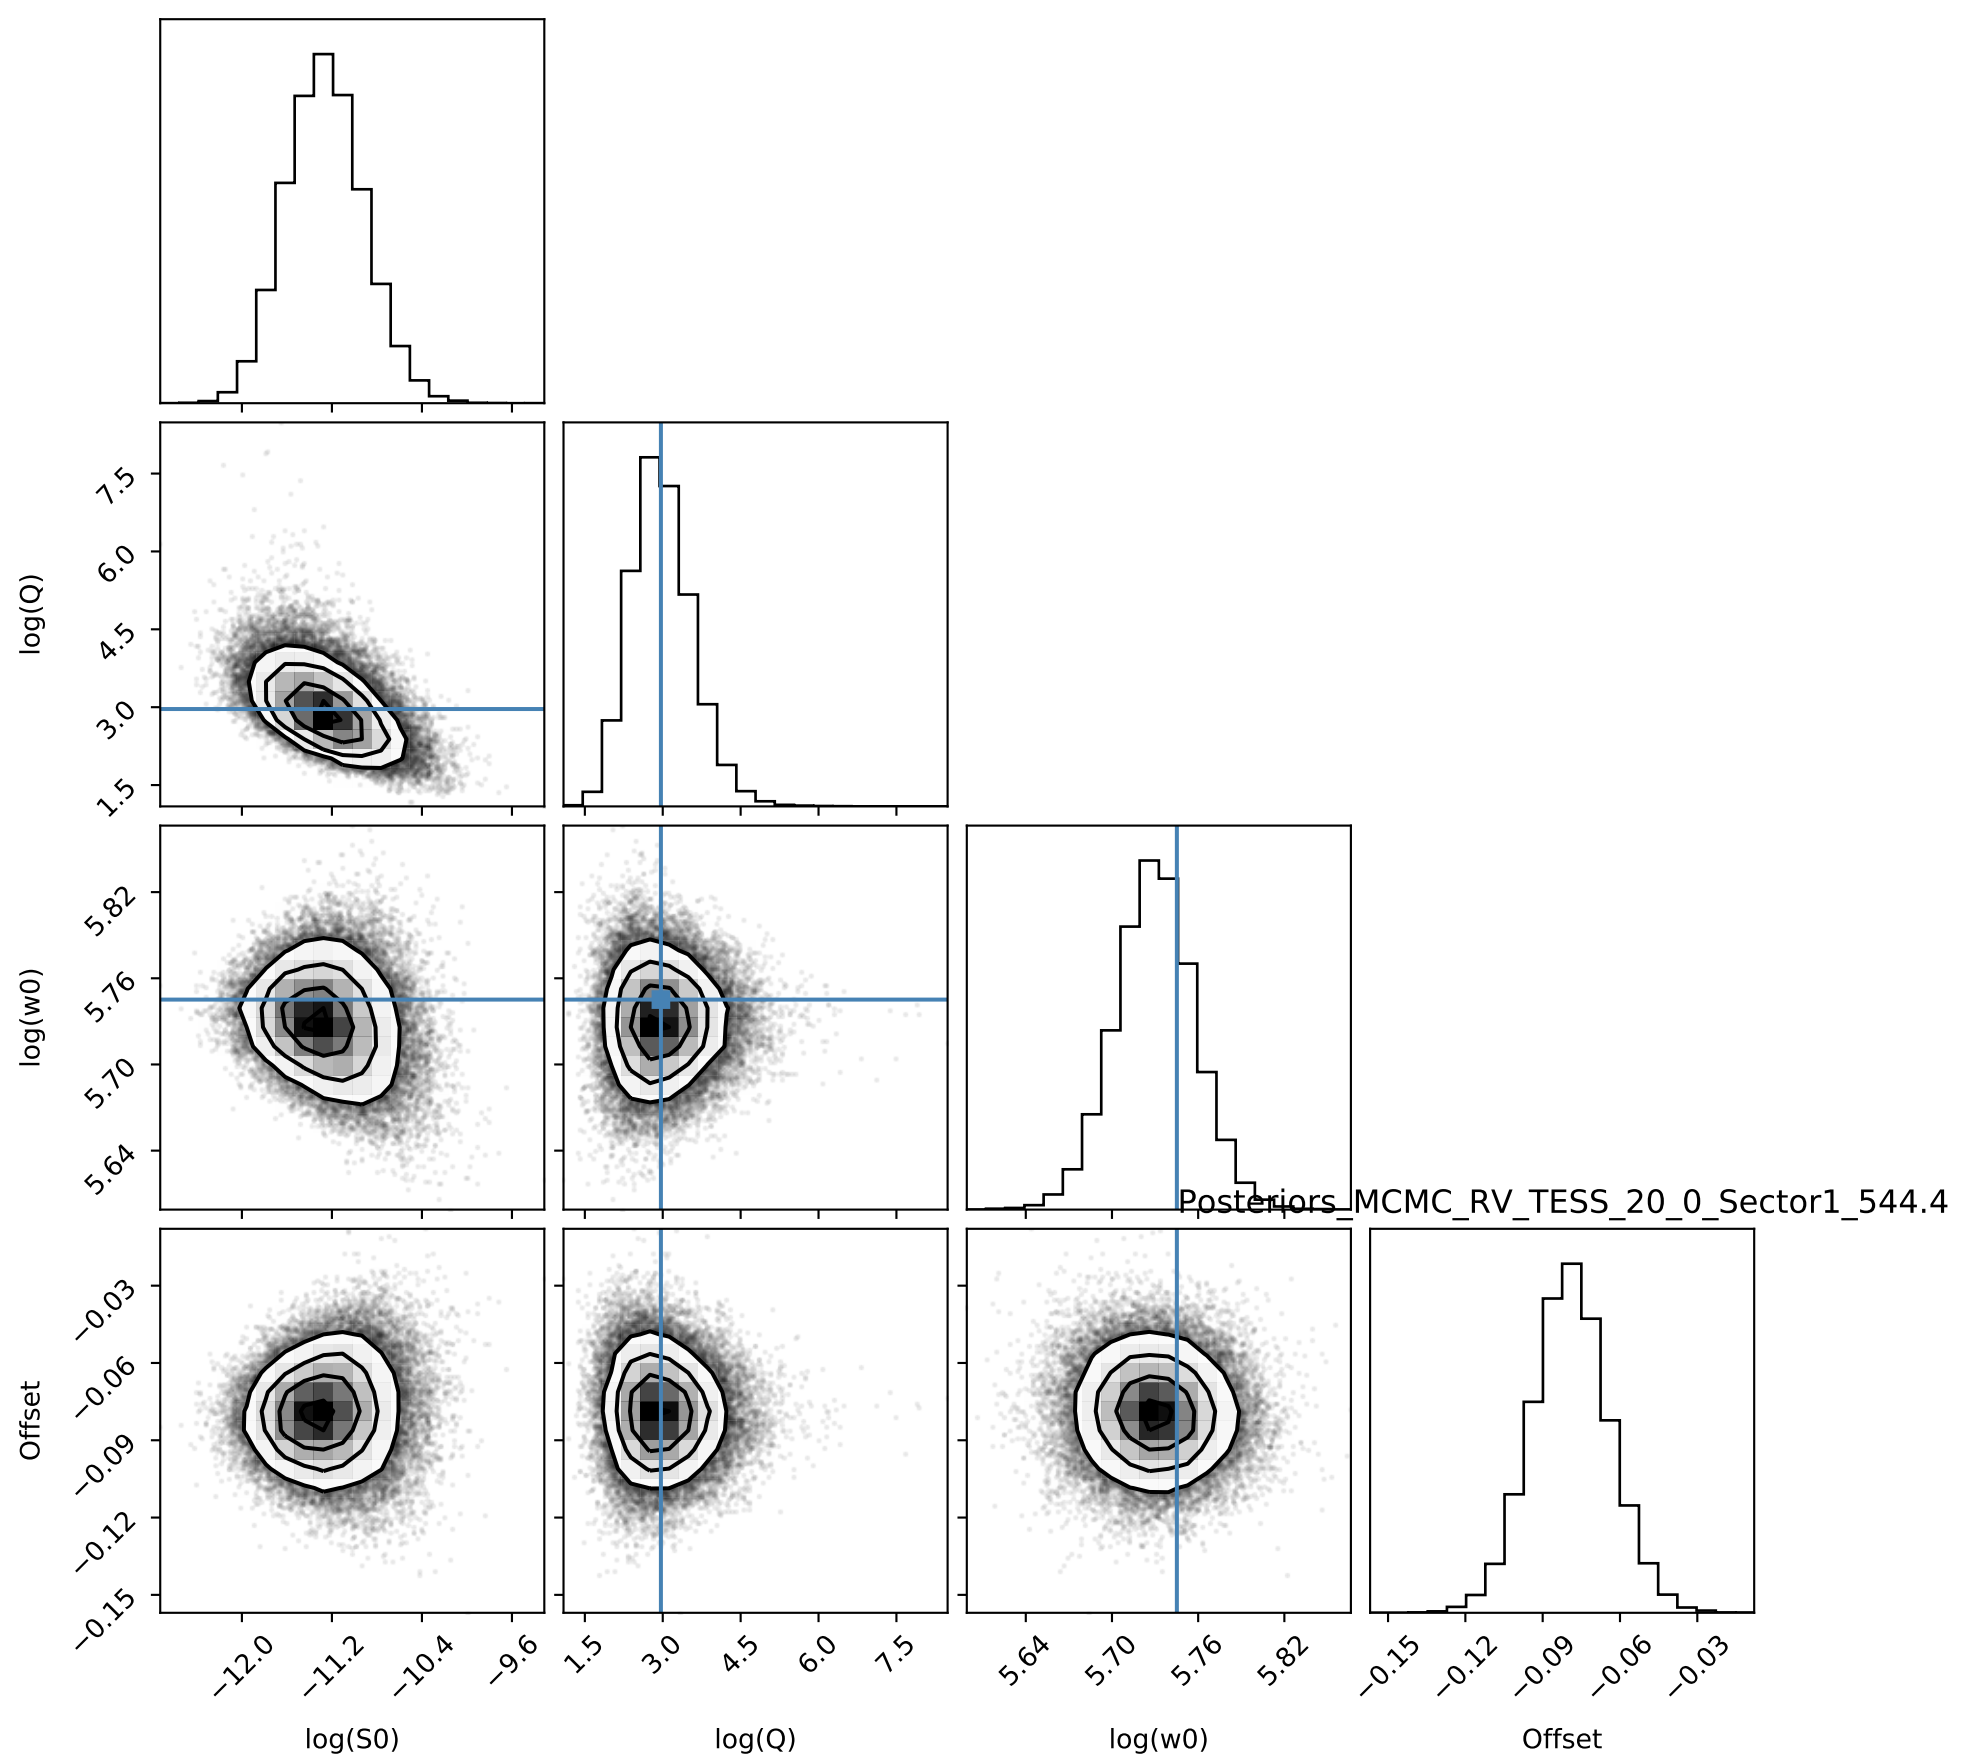 log(Q)
7.5
6.0
4.5
3.0
1.5
log(w0)
5.82
5.76
5.70
5.64
Posteriors_MCMC_RV_TESS_20_0_Sector1_544.4
Offset
−0.03
−0.06
−0.09
−0.12
−0.15
−12.0 −11.2 −10.4 −9.6 1.5 3.0 4.5 6.0 7.5 5.64 5.70 5.76 5.82 −0.15 −0.12 −0.09 −0.06 −0.03
log(S0) log(Q) log(w0) Offset